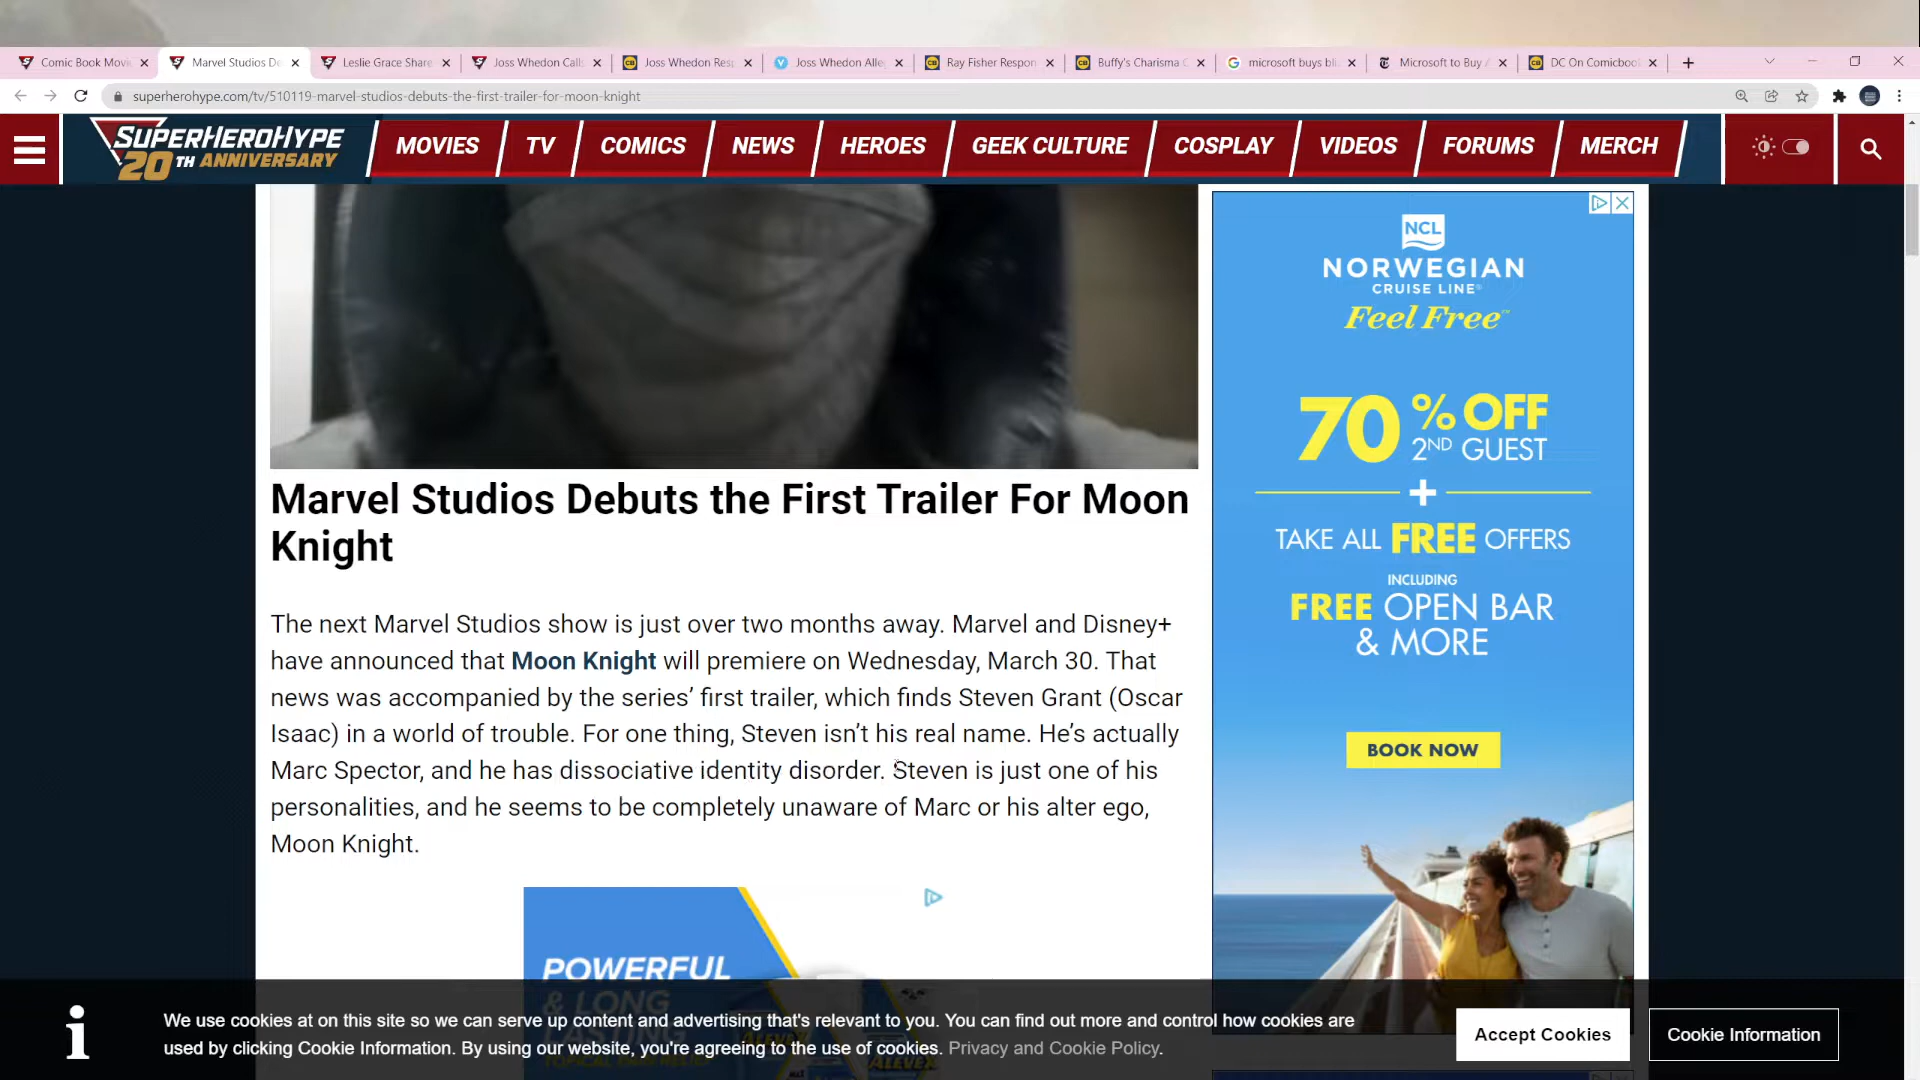 Comic Book Movi
Marvel Studios De
Leslie Grace Share
Joss Whedon Call
Joss Whedon Res
Joss Whedon Alle
Ray Fisher Respon
Buffy's Charisma C
microsoft buys bli
Microsoft to Buy A
DC On Comicboo
superherohype.com/tv/510119-marvel-studios-debuts-the-first-trailer-for-moon-knight
SUPERHEROHYPE
20TH ANNIVERSARY
MOVIES
TV
COMICS
NEWS
HEROES
GEEK CULTURE
COSPLAY
VIDEOS
FORUMS
MERCH
Marvel Studios Debuts the First Trailer For Moon
Knight
The next Marvel Studios show is just over two months away. Marvel and Disney+
have announced that Moon Knight will premiere on Wednesday, March 30. That
news was accompanied by the series’ first trailer, which finds Steven Grant (Oscar
Isaac) in a world of trouble. For one thing, Steven isn’t his real name. He’s actually
Marc Spector, and he has dissociative identity disorder. Steven is just one of his
personalities, and he seems to be completely unaware of Marc or his alter ego,
Moon Knight.
NCL
NORWEGIAN
CRUISE LINE®
Feel Free™
70% OFF
2ND GUEST
+
TAKE ALL FREE OFFERS
INCLUDING
FREE OPEN BAR
& MORE
BOOK NOW
POWERFUL
& LONG
We use cookies at on this site so we can serve up content and advertising that's relevant to you. You can find out more and control how cookies are
used by clicking Cookie Information. By using our website, you're agreeing to the use of cookies. Privacy and Cookie Policy.
Accept Cookies
Cookie Information